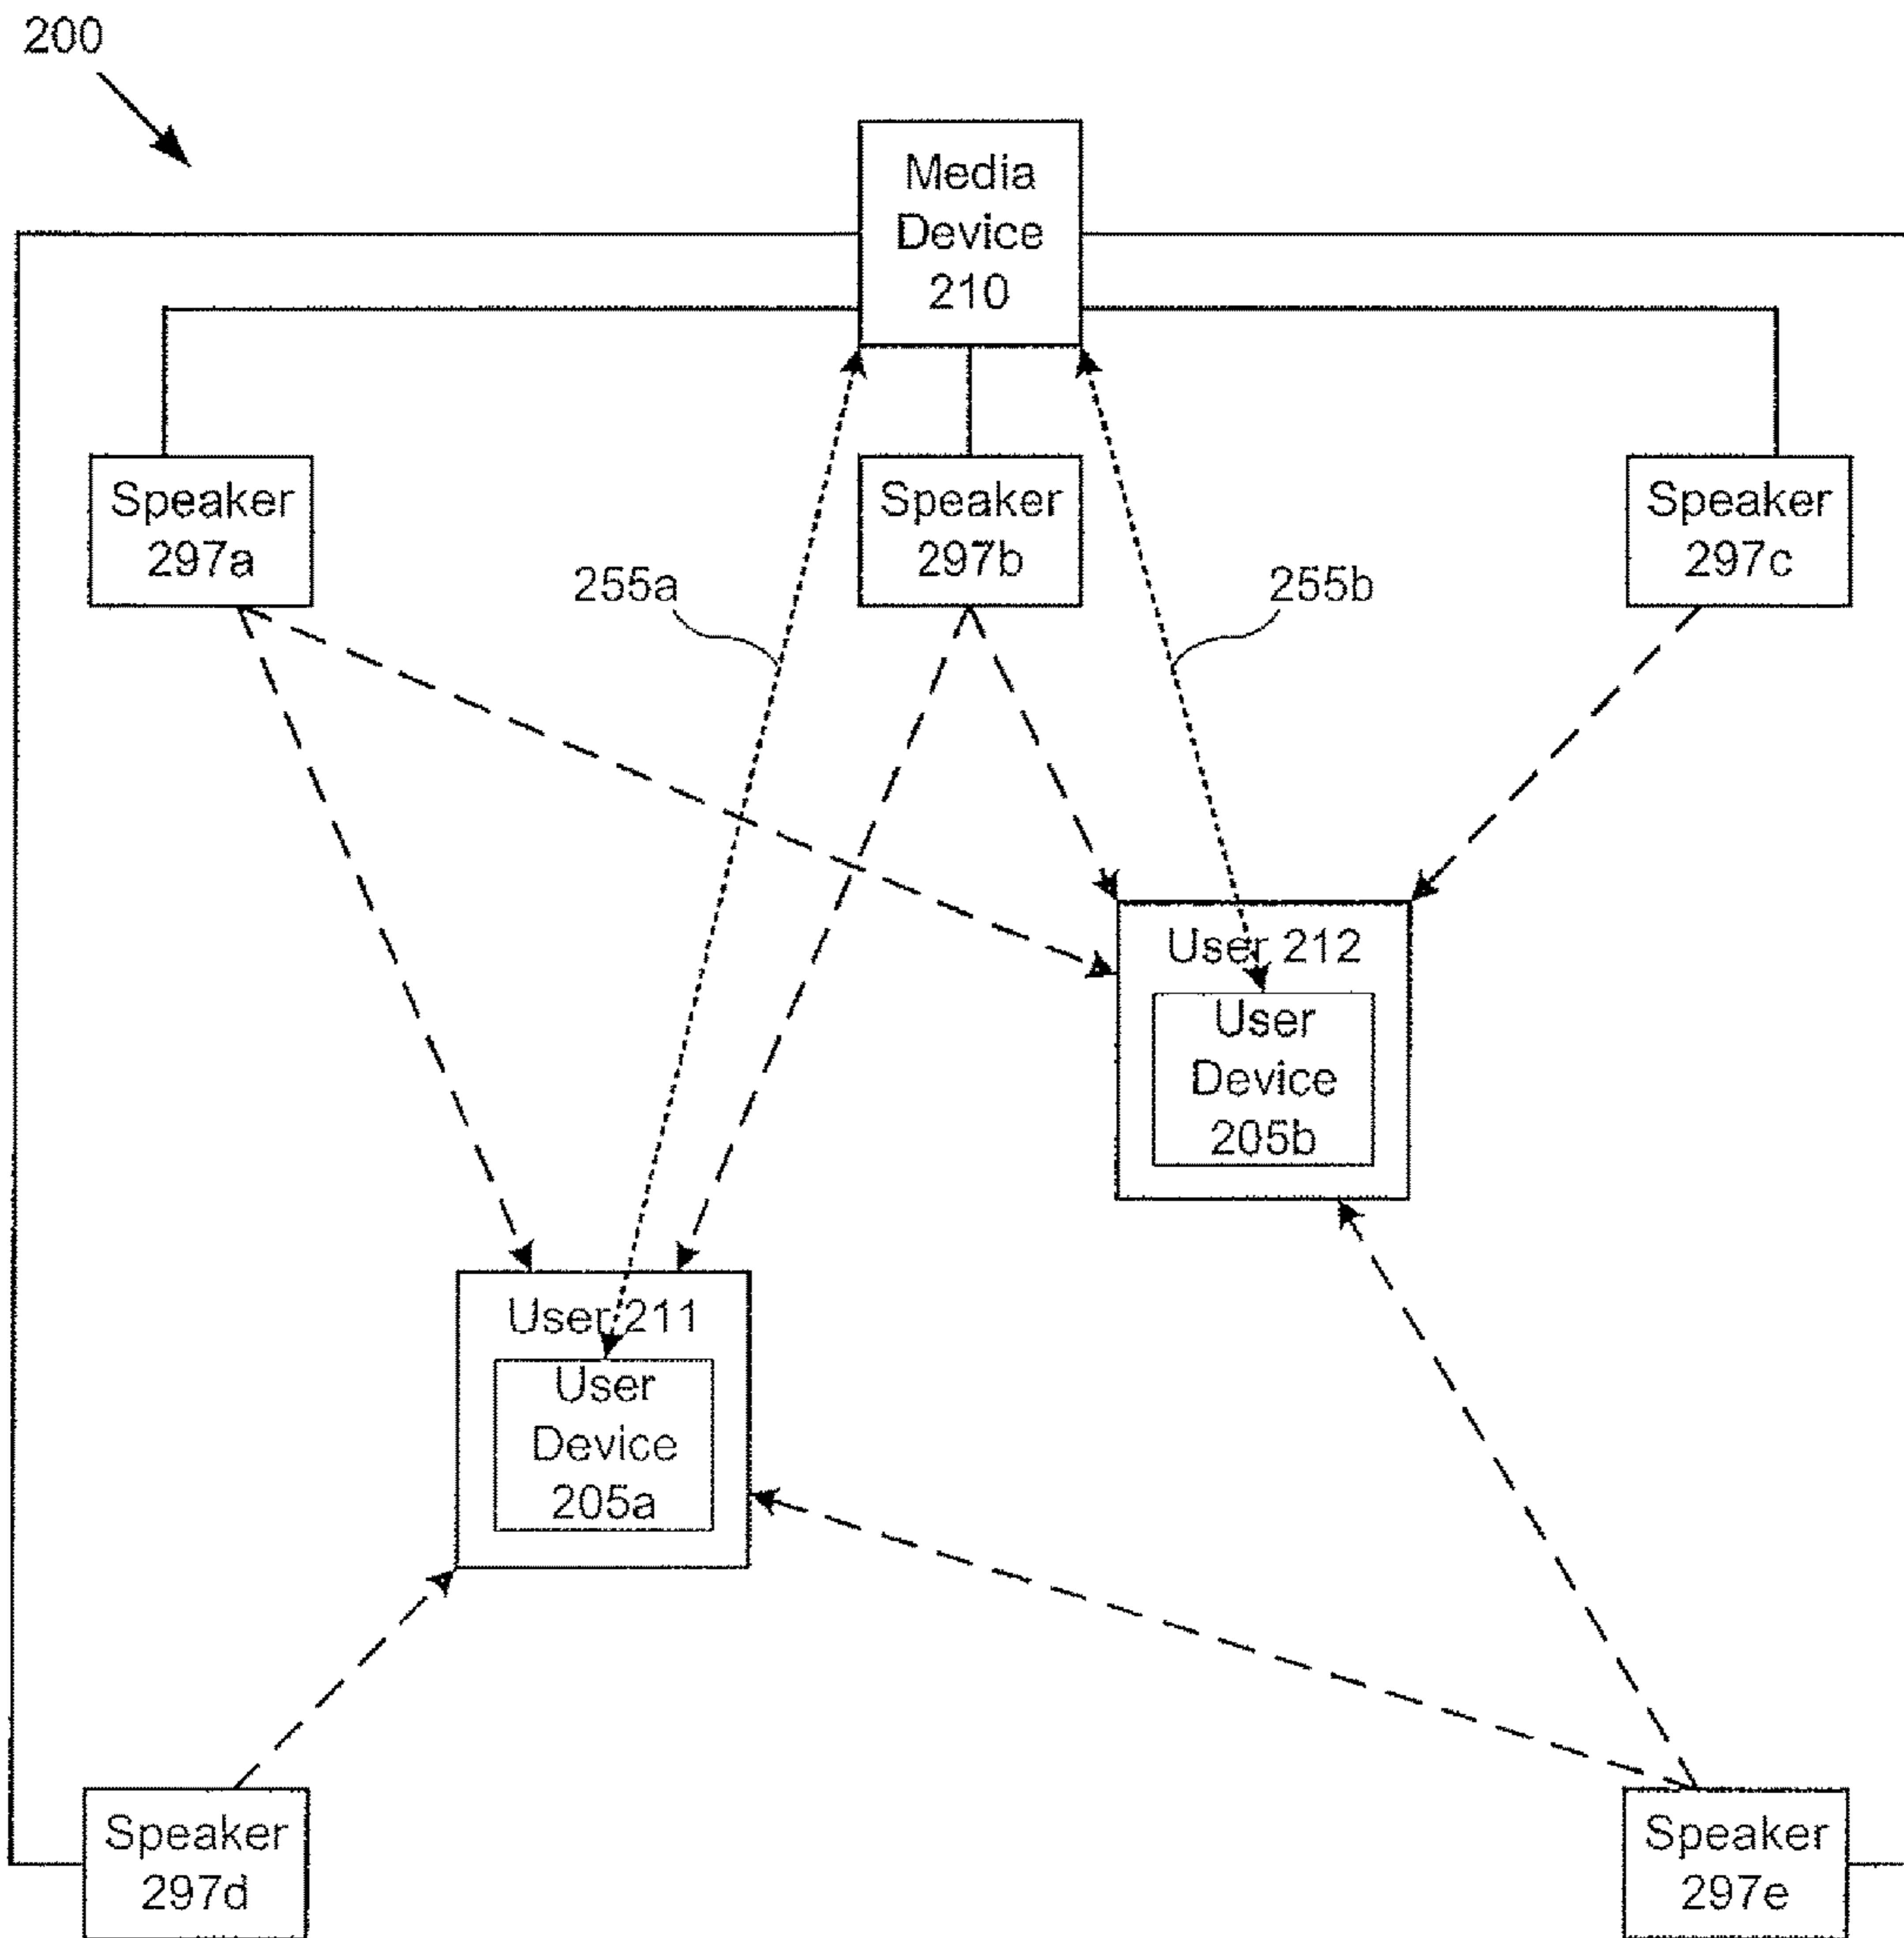 200
Media
Device
210
Speaker
297a
Speaker
297b
Speaker
297c
255a
255b
User 212
User
Device
205b
User 211
User
Device
205a
Speaker
297d
Speaker
297e